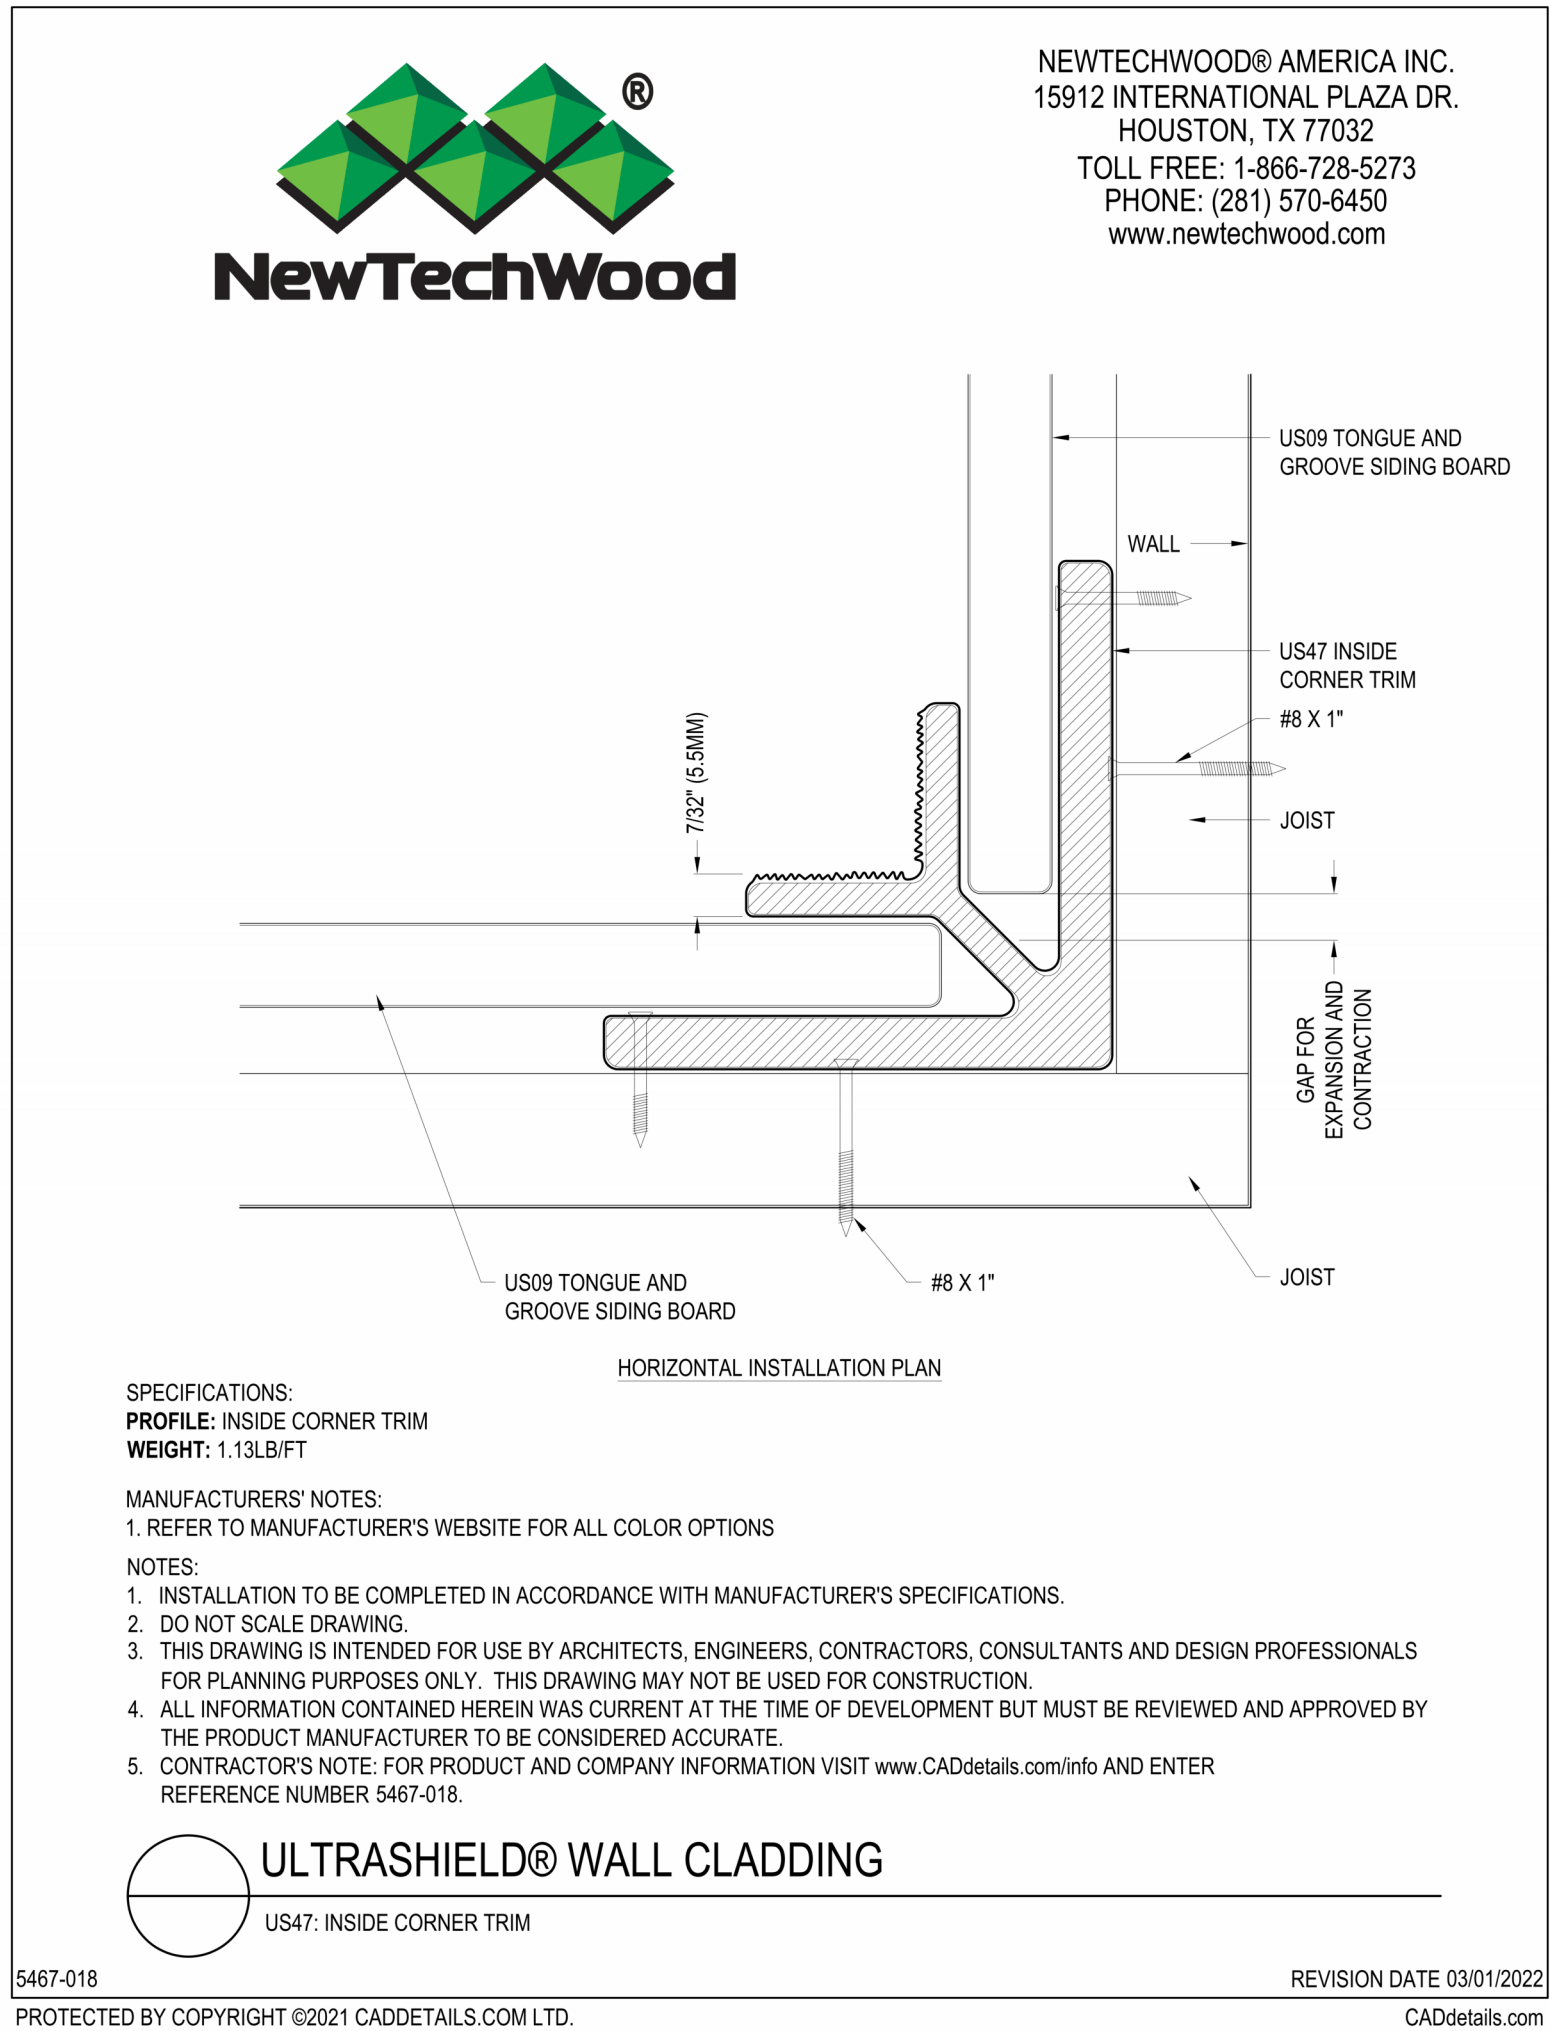 ®
NewTechWood
NEWTECHWOOD® AMERICA INC.
15912 INTERNATIONAL PLAZA DR.
HOUSTON, TX 77032
TOLL FREE: 1-866-728-5273
PHONE: (281) 570-6450
www.newtechwood.com
US09 TONGUE AND
GROOVE SIDING BOARD
WALL
US47 INSIDE
CORNER TRIM
#8 X 1"
7/32" (5.5MM)
JOIST
GAP FOR
EXPANSION AND
CONTRACTION
JOIST
US09 TONGUE AND
GROOVE SIDING BOARD
#8 X 1"
HORIZONTAL INSTALLATION PLAN
SPECIFICATIONS:
PROFILE: INSIDE CORNER TRIM
WEIGHT: 1.13LB/FT
MANUFACTURERS' NOTES:
1. REFER TO MANUFACTURER'S WEBSITE FOR ALL COLOR OPTIONS
NOTES:
1. INSTALLATION TO BE COMPLETED IN ACCORDANCE WITH MANUFACTURER'S SPECIFICATIONS.
2. DO NOT SCALE DRAWING.
3. THIS DRAWING IS INTENDED FOR USE BY ARCHITECTS, ENGINEERS, CONTRACTORS, CONSULTANTS AND DESIGN PROFESSIONALS
FOR PLANNING PURPOSES ONLY. THIS DRAWING MAY NOT BE USED FOR CONSTRUCTION.
4. ALL INFORMATION CONTAINED HEREIN WAS CURRENT AT THE TIME OF DEVELOPMENT BUT MUST BE REVIEWED AND APPROVED BY
THE PRODUCT MANUFACTURER TO BE CONSIDERED ACCURATE.
5. CONTRACTOR'S NOTE: FOR PRODUCT AND COMPANY INFORMATION VISIT www.CADdetails.com/info AND ENTER
REFERENCE NUMBER 5467-018.
ULTRASHIELD® WALL CLADDING
US47: INSIDE CORNER TRIM
5467-018
REVISION DATE 03/01/2022
PROTECTED BY COPYRIGHT ©2021 CADDETAILS.COM LTD.
CADdetails.com